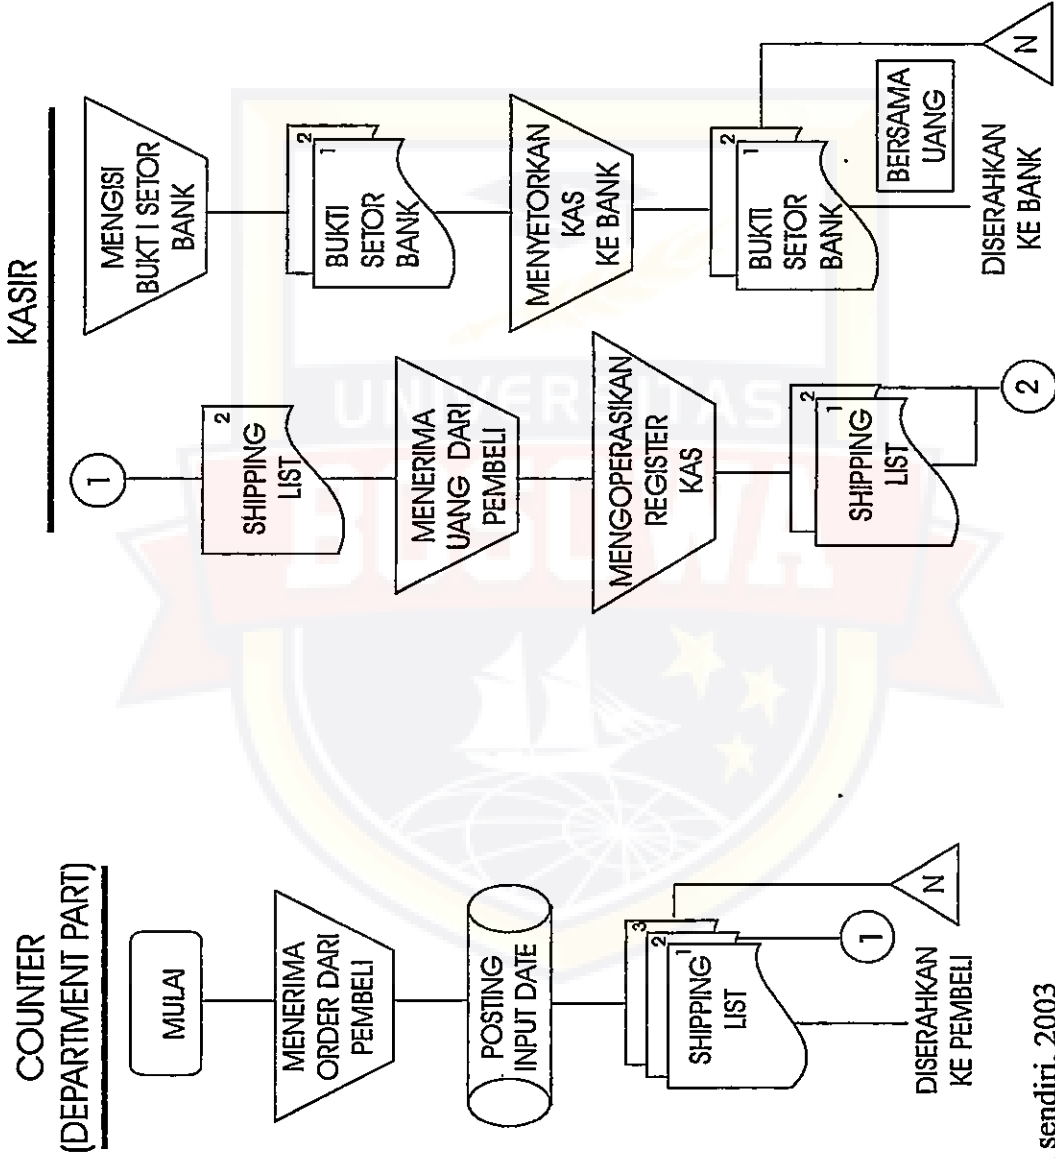 COUNTER
(DEPARTMENT PART)
MULAI
MENERIMA
ORDER DARI
PEMBELI
POSTING
INPUT DATE
3
2
1
SHIPPING
LIST
N
1
DISERAHKAN
KE PEMBELI
KASIR
1
2
SHIPPING
LIST
MENERIMA
UANG DARI
PEMBELI
MENGOPERASIKAN
REGISTER
KAS
2
1
SHIPPING
LIST
2
MENGISI
BUKT I SETOR
BANK
2
1
BUKTI
SETOR
BANK
MENYETORKAN
KAS
KE BANK
2
1
BUKTI
SETOR
BANK
BERSAMA
UANG
N
DISERAHKAN
KE BANK
sendiri, 2003
UNIVERSITAS
BOSOWA